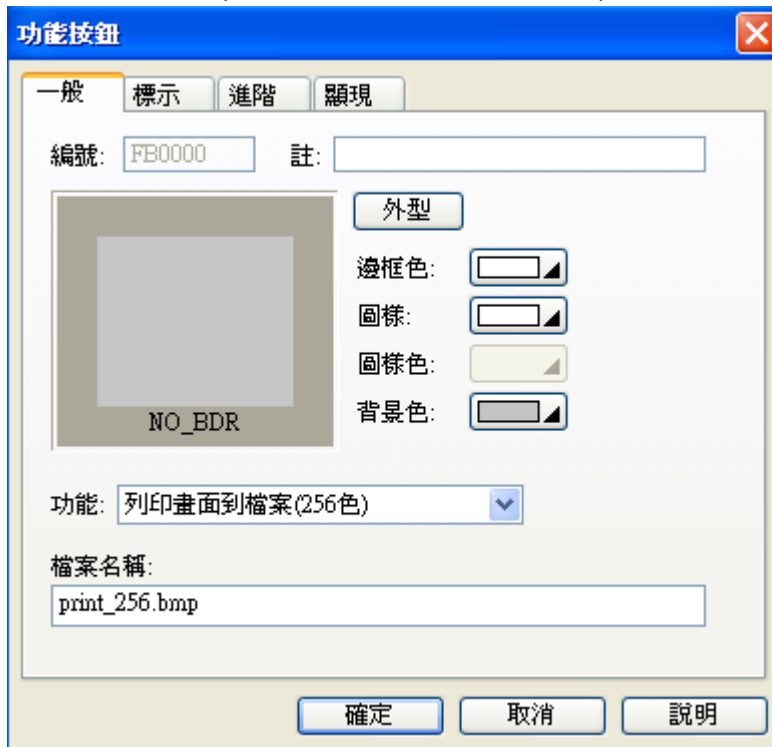 功能按鈕
一般 標示 進階 顯現
編號: FB0000 註:
外型
邊框色:
圖樣:
圖樣色:
背景色:
NO_BDR
功能: 列印畫面到檔案(256色)
檔案名稱:
print_256.bmp
確定 取消 說明